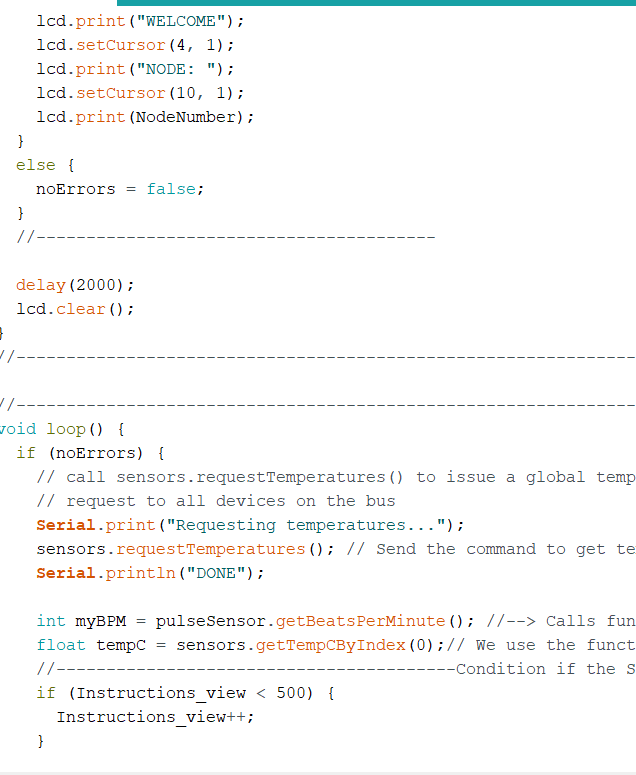 lcd.print("WELCOME");
lcd.setCursor(4, 1);
lcd.print("NODE: ");
lcd.setCursor(10, 1);
lcd.print(NodeNumber);
}
else {
noErrors = false;
}
//----------------------------------------
delay(2000);
lcd.clear();
}
//--------------------------------------------------------------
//--------------------------------------------------------------
void loop() {
if (noErrors) {
// call sensors.requestTemperatures() to issue a global temp
// request to all devices on the bus
Serial.print("Requesting temperatures...");
sensors.requestTemperatures(); // Send the command to get te
Serial.println("DONE");
int myBPM = pulseSensor.getBeatsPerMinute(); //--> Calls fun
float tempC = sensors.getTempCByIndex(0);// We use the funct
//----------------------------------------Condition if the S
if (Instructions_view < 500) {
Instructions_view++;
}